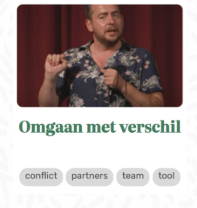 Omgaan met verschil
conflict partners team tool